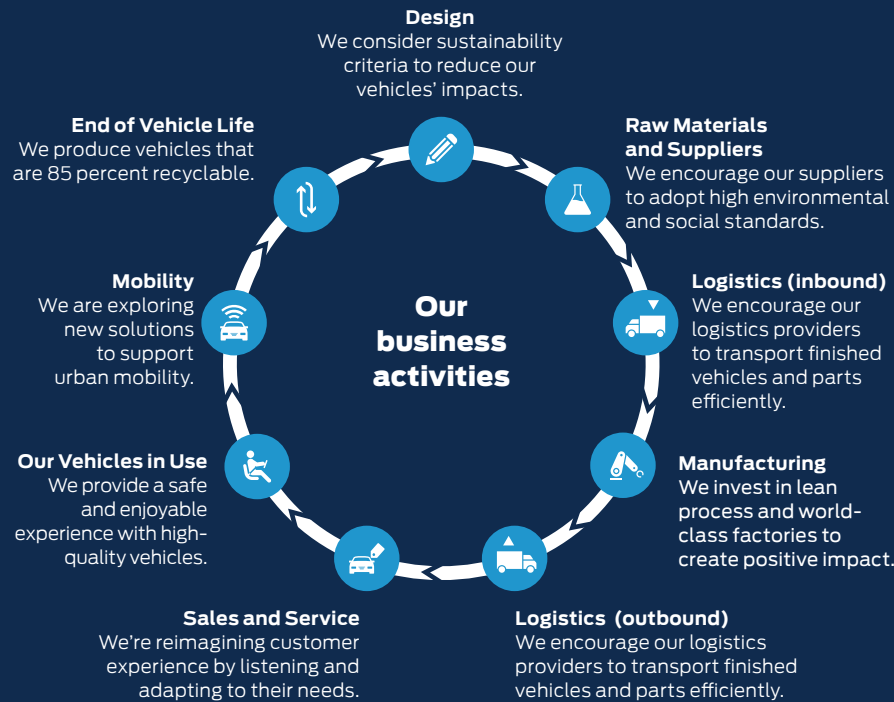 Design
We consider sustainability
criteria to reduce our
vehicles’ impacts.
Raw Materials
and Suppliers
We encourage our suppliers
to adopt high environmental
and social standards.
Logistics (inbound)
We encourage our
logistics providers
to transport finished
vehicles and parts
efficiently.
Manufacturing
We invest in lean
process and world-
class factories to
create positive impact.
Logistics (outbound)
We encourage our logistics
providers to transport finished
vehicles and parts efficiently.
Sales and Service
We’re reimagining customer
experience by listening and
adapting to their needs.
Our Vehicles in Use
We provide a safe
and enjoyable
experience with high-
quality vehicles.
Mobility
We are exploring
new solutions
to support
urban mobility.
End of Vehicle Life
We produce vehicles that
are 85 percent recyclable.
Our
business
activities